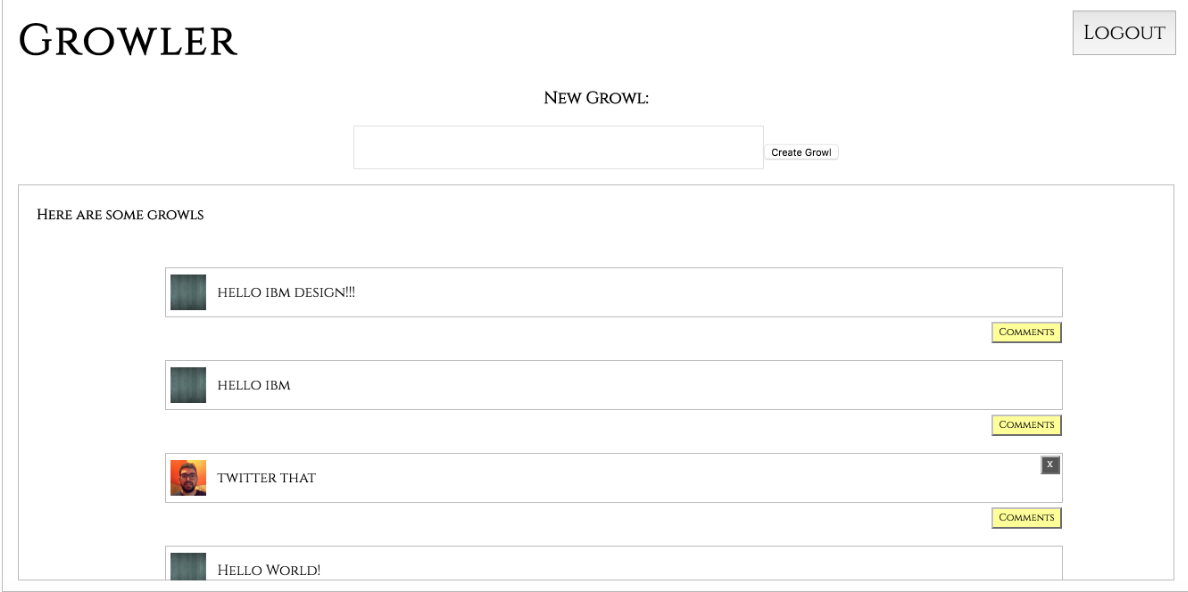 Growler
Logout
New Growl:
Create Growl
Here are some growls
HELLO IBM DESIGN!!!
Comments
HELLO IBM
Comments
TWITTER THAT
X
Comments
Hello World!